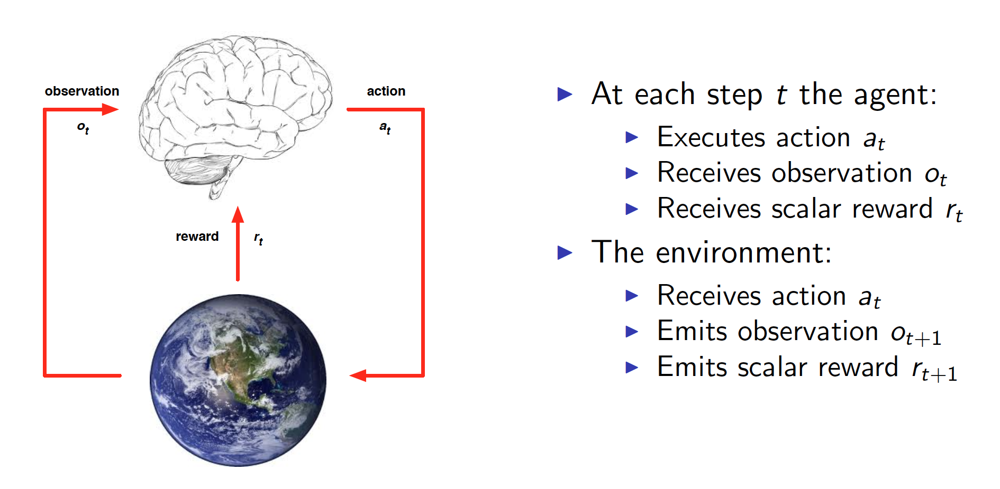 observation
o_t
action
a_t
reward
r_t
▶ At each step t the agent:
▶ Executes action a_t
▶ Receives observation o_t
▶ Receives scalar reward r_t
▶ The environment:
▶ Receives action a_t
▶ Emits observation o_{t+1}
▶ Emits scalar reward r_{t+1}